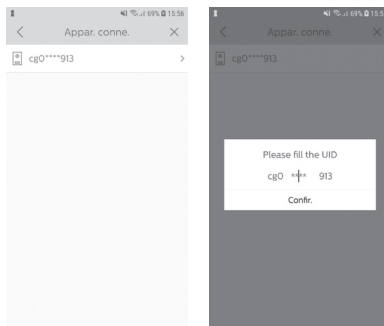 69% 15:56
Appar. conne.
cg0****913
69% 15:5
Appar. conne.
cg0****913
Please fill the UID
cg0 **** 913
Confir.